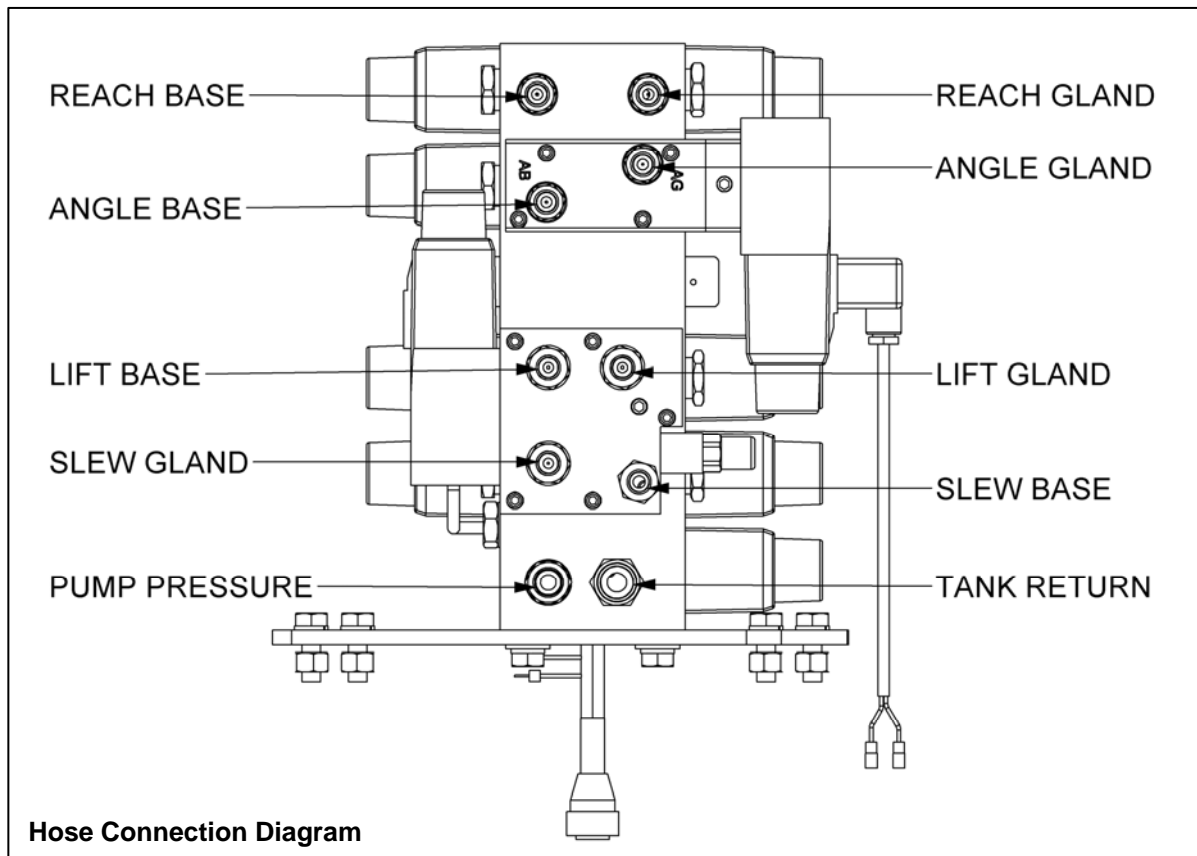 REACH BASE
REACH GLAND
ANGLE GLAND
AB
AG
ANGLE BASE
LIFT BASE
LIFT GLAND
SLEW GLAND
SLEW BASE
PUMP PRESSURE
TANK RETURN
Hose Connection Diagram